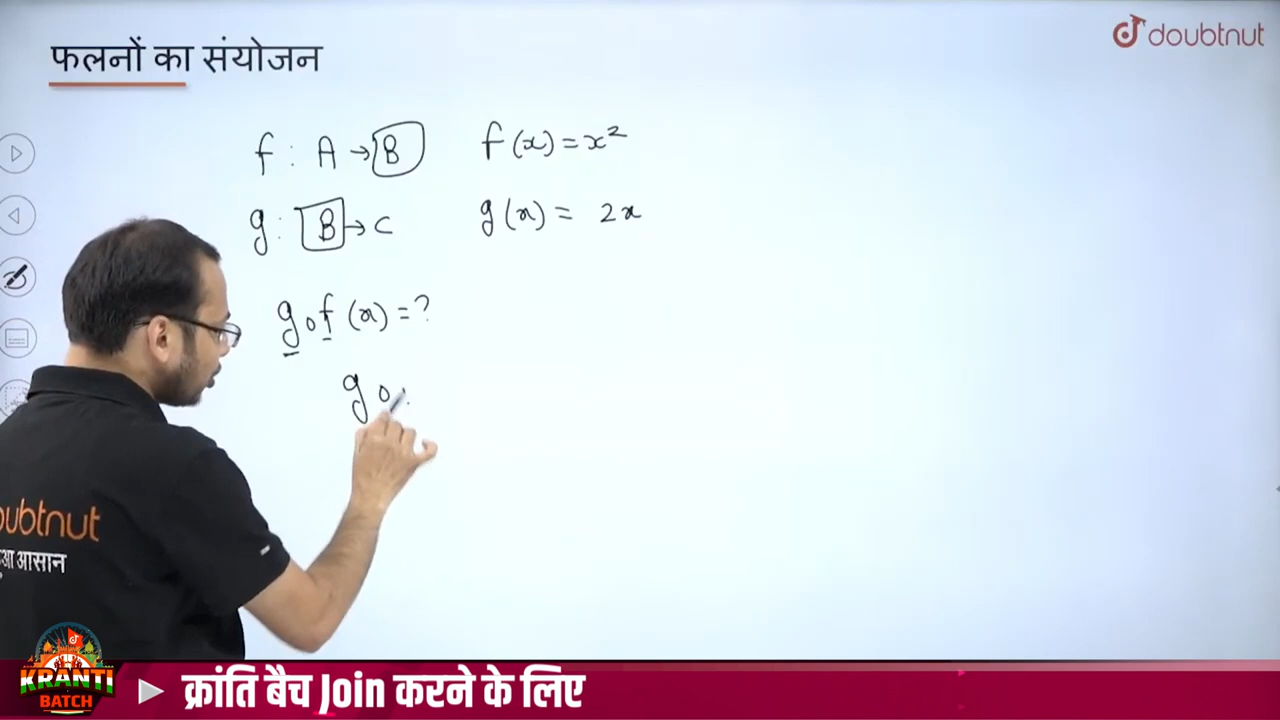 फलनों का संयोजन
doubtnut
f : A → B f(x) = x²
g : B → C g(x) = 2x
gof (x) = ?
go
oubtnut
हुआ आसान
KRANTI
BATCH
क्रांति बैच Join करने के लिए